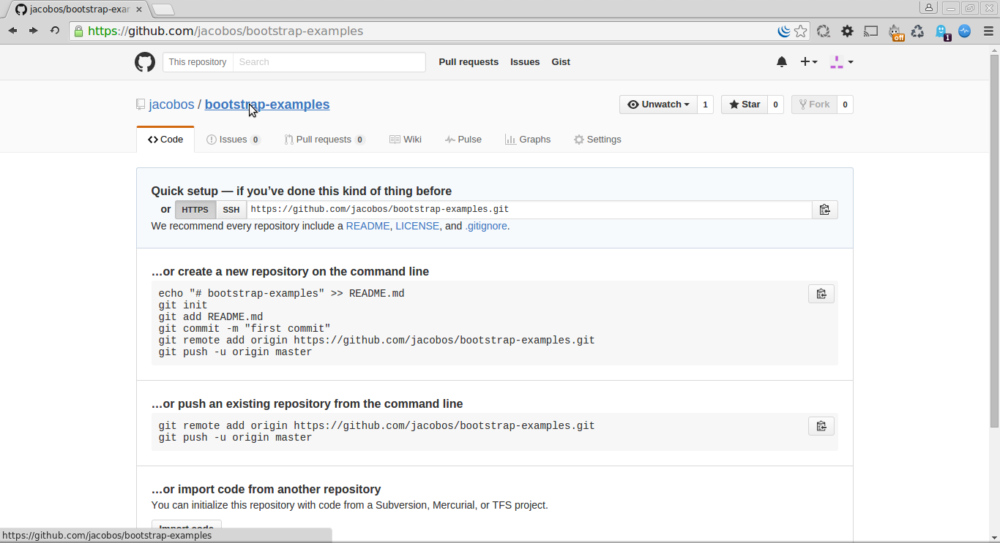 jacobos/bootstrap-exar
https://github.com/jacobos/bootstrap-examples
off
1
This repository Search Pull requests Issues Gist
jacobos / bootstrap-examples Unwatch 1 Star 0 Fork 0
Code Issues 0 Pull requests 0 Wiki Pulse Graphs Settings
Quick setup — if you’ve done this kind of thing before
or HTTPS SSH https://github.com/jacobos/bootstrap-examples.git
We recommend every repository include a README, LICENSE, and .gitignore.
…or create a new repository on the command line
echo "# bootstrap-examples" >> README.md
git init
git add README.md
git commit -m "first commit"
git remote add origin https://github.com/jacobos/bootstrap-examples.git
git push -u origin master
…or push an existing repository from the command line
git remote add origin https://github.com/jacobos/bootstrap-examples.git
git push -u origin master
…or import code from another repository
You can initialize this repository with code from a Subversion, Mercurial, or TFS project.
Import code
https://github.com/jacobos/bootstrap-examples